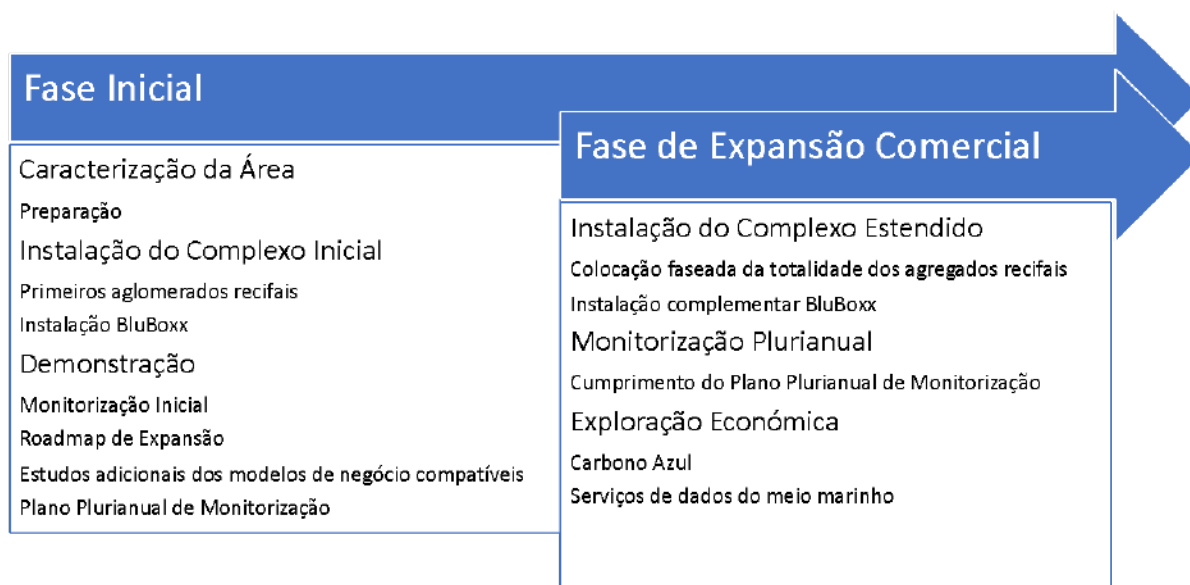 Fase Inicial
Caracterização da Área
Preparação
Instalação do Complexo Inicial
Primeiros aglomerados recifais
Instalação BluBoxx
Demonstração
Monitorização Inicial
Roadmap de Expansão
Estudos adicionais dos modelos de negócio compatíveis
Plano Plurianual de Monitorização
Fase de Expansão Comercial
Instalação do Complexo Estendido
Colocação faseada da totalidade dos agregados recifais
Instalação complementar BluBoxx
Monitorização Plurianual
Cumprimento do Plano Plurianual de Monitorização
Exploração Económica
Carbono Azul
Serviços de dados do meio marinho